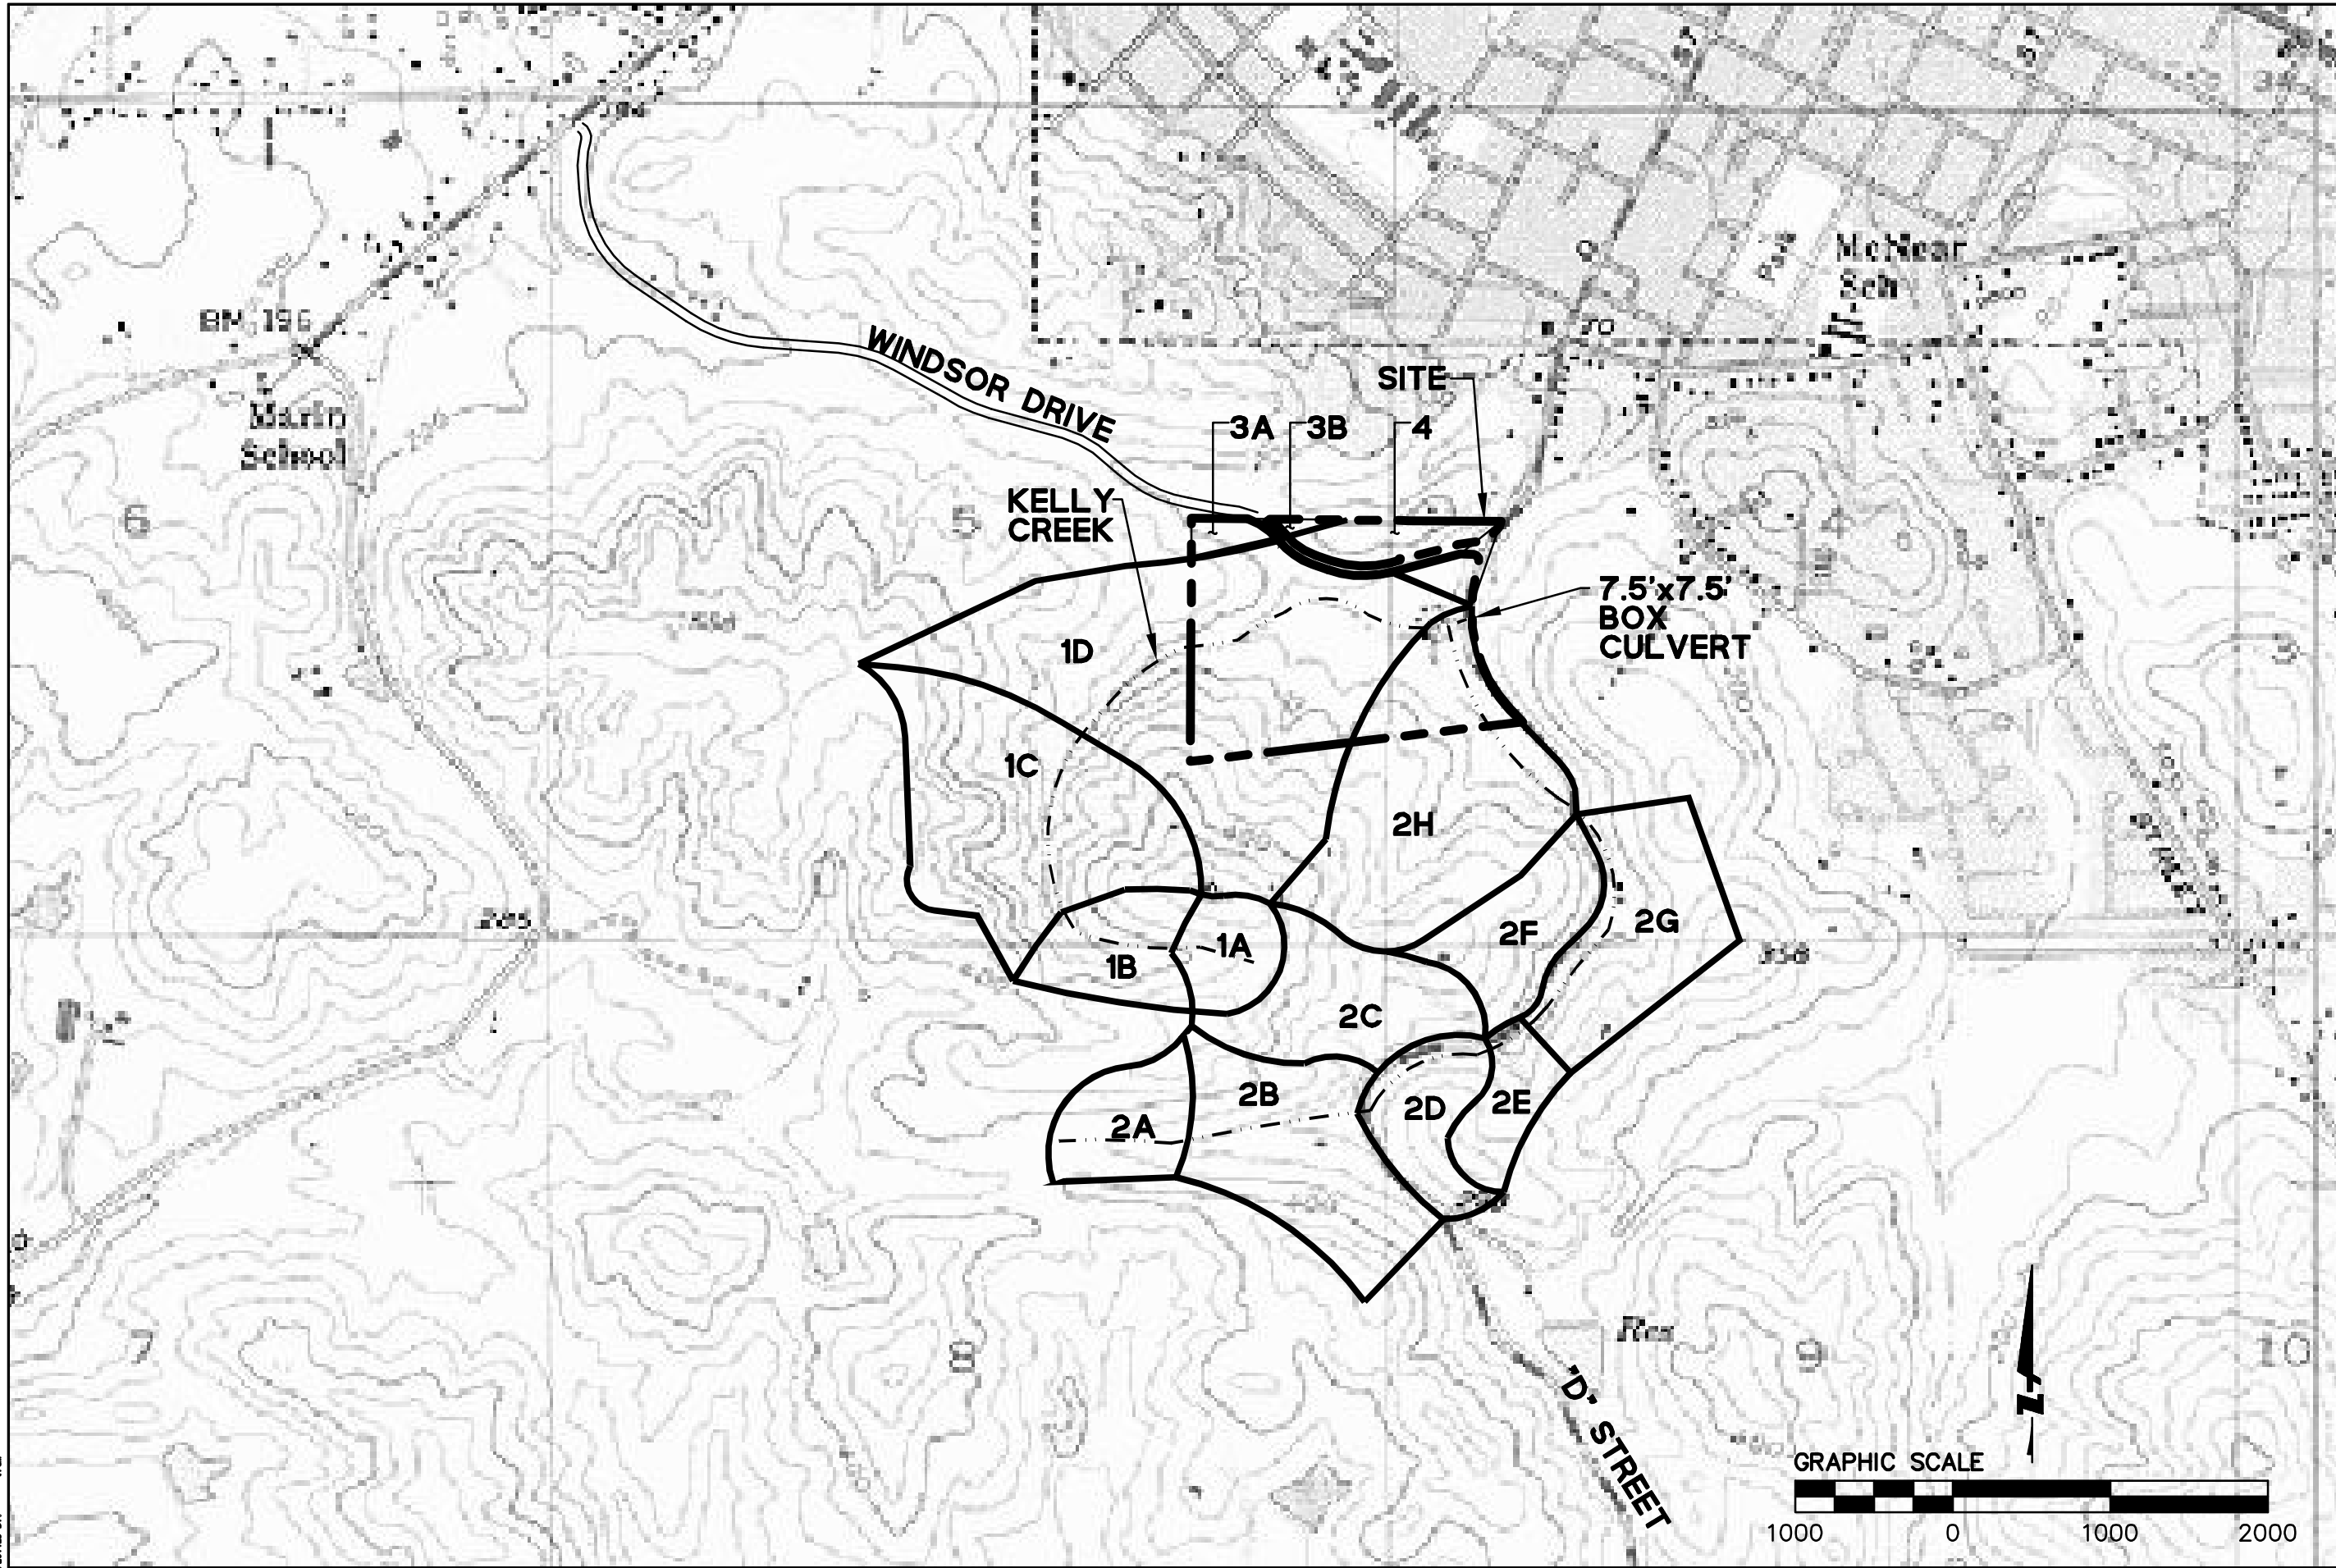 McNear
Sch
BM 196
Marin
School
WINDSOR DRIVE
SITE
3A
3B
4
KELLY
CREEK
6
5
7.5'x7.5'
BOX
CULVERT
1D
3
1C
2H
2F
2G
1A
1B
2C
2B
2D
2E
2A
Res
8
9
10
"D" STREET
GRAPHIC SCALE
1000
0
1000
2000